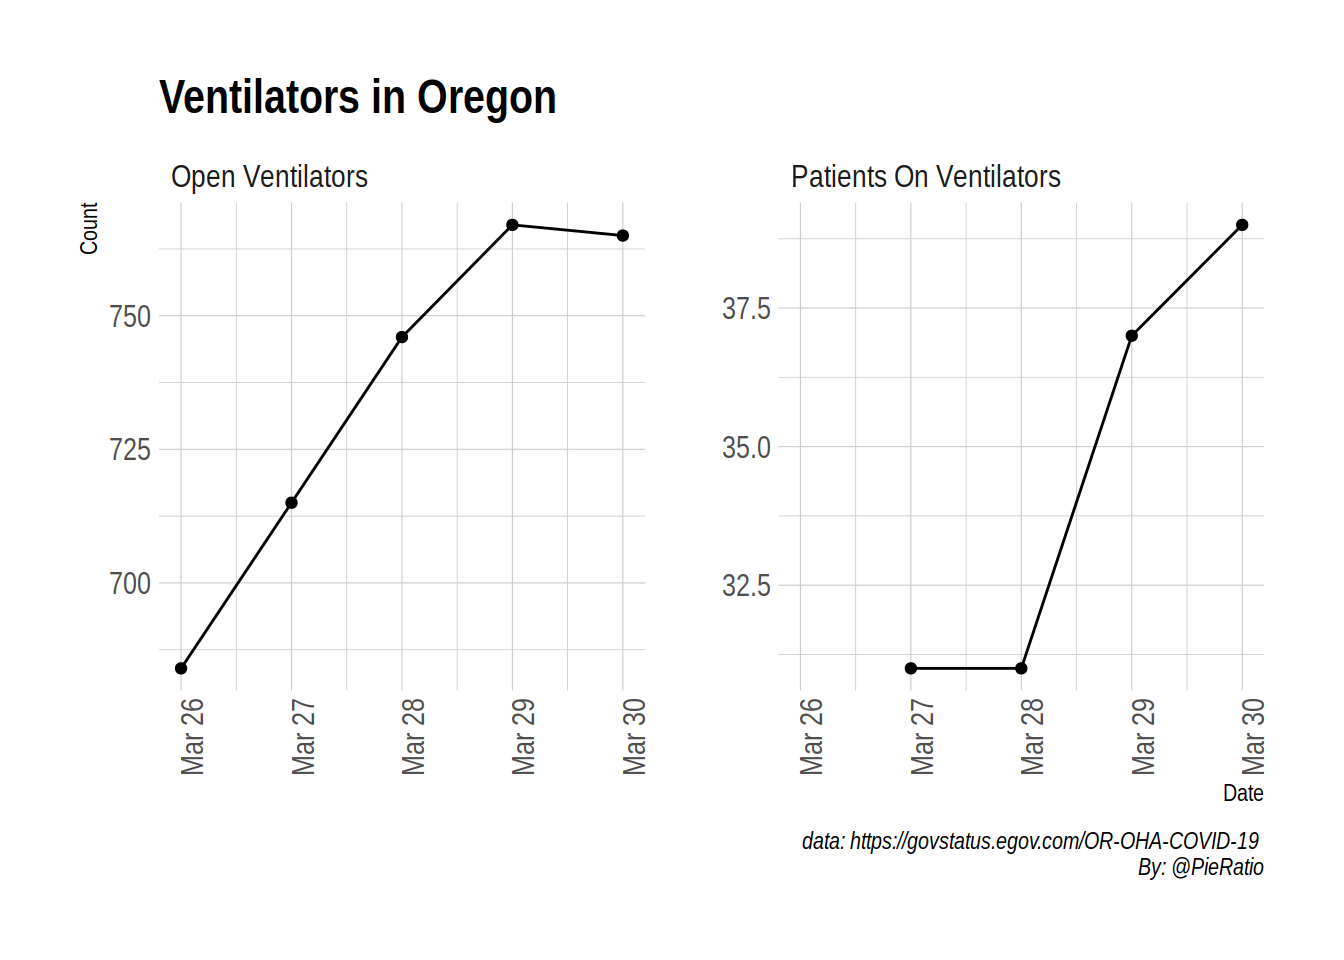 Ventilators in Oregon
Open Ventilators
Patients On Ventilators
Count
750
725
700
37.5
35.0
32.5
Mar 26
Mar 27
Mar 28
Mar 29
Mar 30
Mar 26
Mar 27
Mar 28
Mar 29
Mar 30
Date
data: https://govstatus.egov.com/OR-OHA-COVID-19
By: @PieRatio